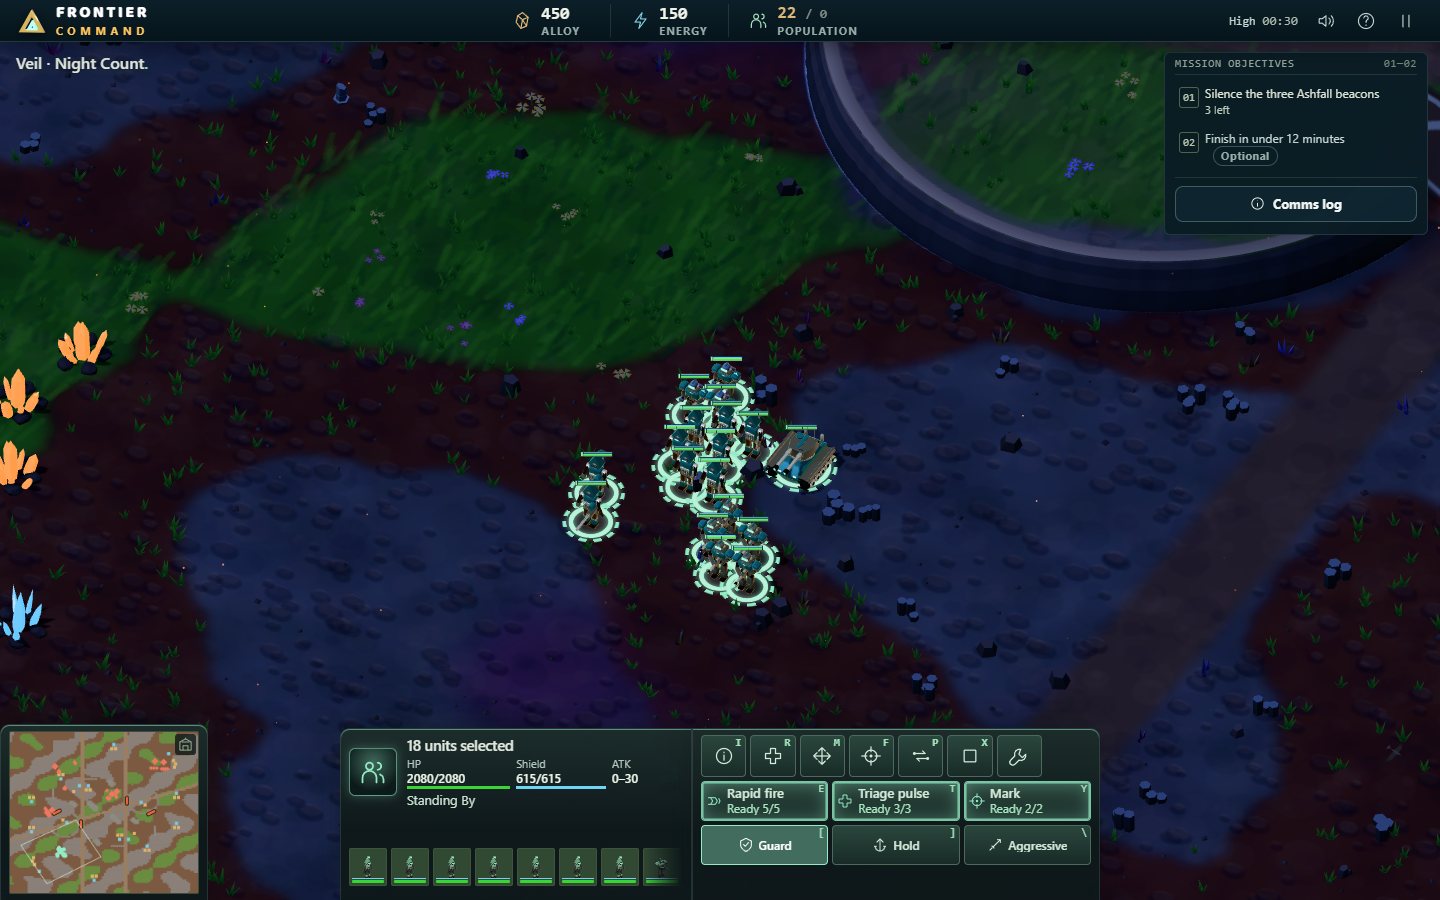 FRONTIER
COMMAND
450
ALLOY
150
ENERGY
22 / 0
POPULATION
High 00:30
Veil · Night Count.
MISSION OBJECTIVES 01—02
01 Silence the three Ashfall beacons
3 left
02 Finish in under 12 minutes
Optional
Comms log
18 units selected
HP Shield ATK
2080/2080 615/615 0–30
Standing By
I R M F P X
Rapid fire E
Ready 5/5
Triage pulse T
Ready 3/3
Mark Y
Ready 2/2
Guard [
Hold ]
Aggressive \